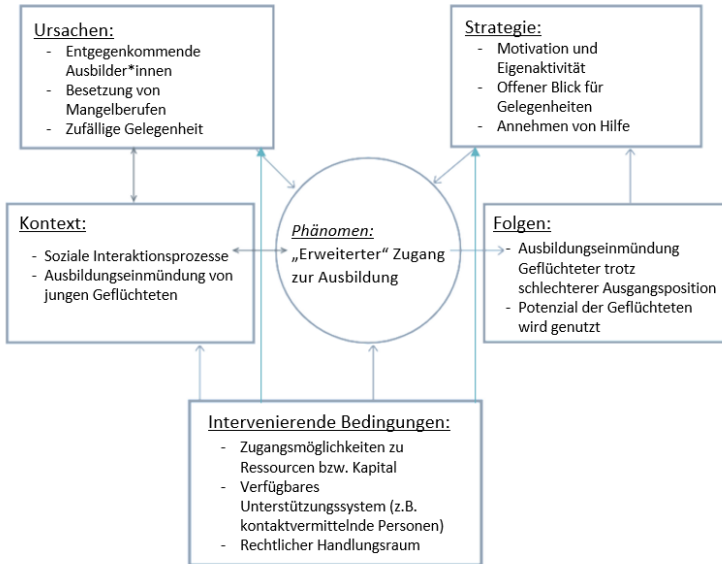 Ursachen:
- Entgegenkommende
Ausbilder*innen
- Besetzung von
Mangelberufen
- Zufällige Gelegenheit
Strategie:
- Motivation und
Eigenaktivität
- Offener Blick für
Gelegenheiten
- Annehmen von Hilfe
Kontext:
- Soziale Interaktionsprozesse
- Ausbildungseinmündung von
jungen Geflüchteten
Phänomen:
„Erweiterter“ Zugang
zur Ausbildung
Folgen:
- Ausbildungseinmündung
Geflüchteter trotz
schlechterer Ausgangsposition
- Potenzial der Geflüchteten
wird genutzt
Intervenierende Bedingungen:
- Zugangsmöglichkeiten zu
Ressourcen bzw. Kapital
- Verfügbares
Unterstützungssystem (z.B.
kontaktvermittelnde Personen)
- Rechtlicher Handlungsraum